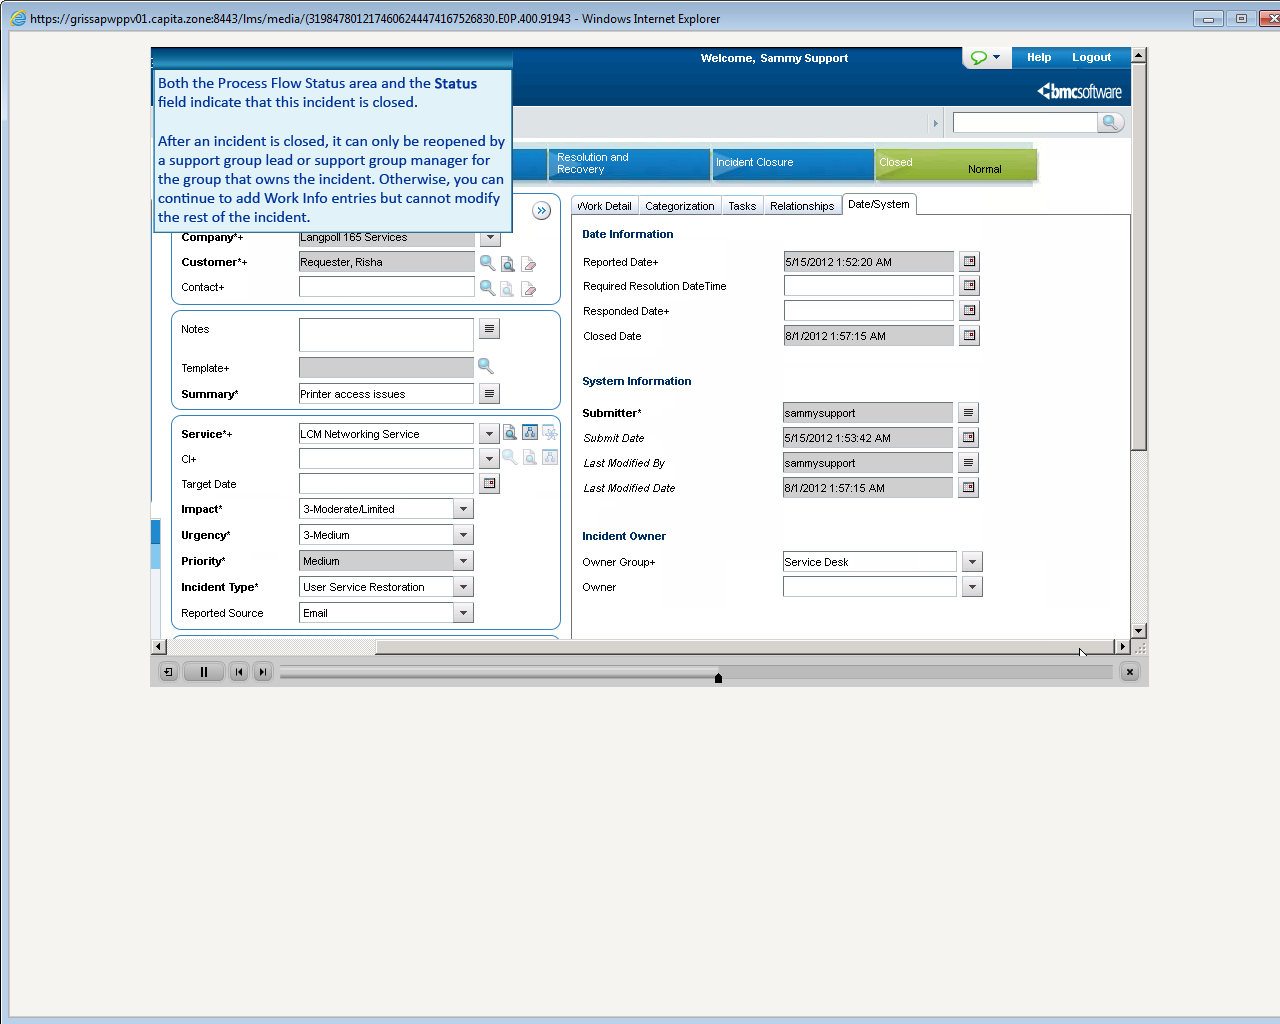 https://grissapwppv01.capita.zone:8443/lms/media/(3198478012174606244474167526830.E0P.400.91943 - Windows Internet Explorer
Welcome, Sammy Support
Help
Logout
bmcsoftware
Both the Process Flow Status area and the Status
field indicate that this incident is closed.
After an incident is closed, it can only be reopened by
a support group lead or support group manager for
the group that owns the incident. Otherwise, you can
continue to add Work Info entries but cannot modify
the rest of the incident.
Resolution and
Recovery
Incident Closure
Closed
Normal
Company*+
Langpoll 165 Services
Customer*+
Requester, Risha
Contact+
Notes
Template+
Summary*
Printer access issues
Service*+
LCM Networking Service
CI+
Target Date
Impact*
3-Moderate/Limited
Urgency*
3-Medium
Priority*
Medium
Incident Type*
User Service Restoration
Reported Source
Email
Work Detail
Categorization
Tasks
Relationships
Date/System
Date Information
Reported Date+
5/15/2012 1:52:20 AM
Required Resolution DateTime
Responded Date+
Closed Date
8/1/2012 1:57:15 AM
System Information
Submitter*
sammysupport
Submit Date
5/15/2012 1:53:42 AM
Last Modified By
sammysupport
Last Modified Date
8/1/2012 1:57:15 AM
Incident Owner
Owner Group+
Service Desk
Owner